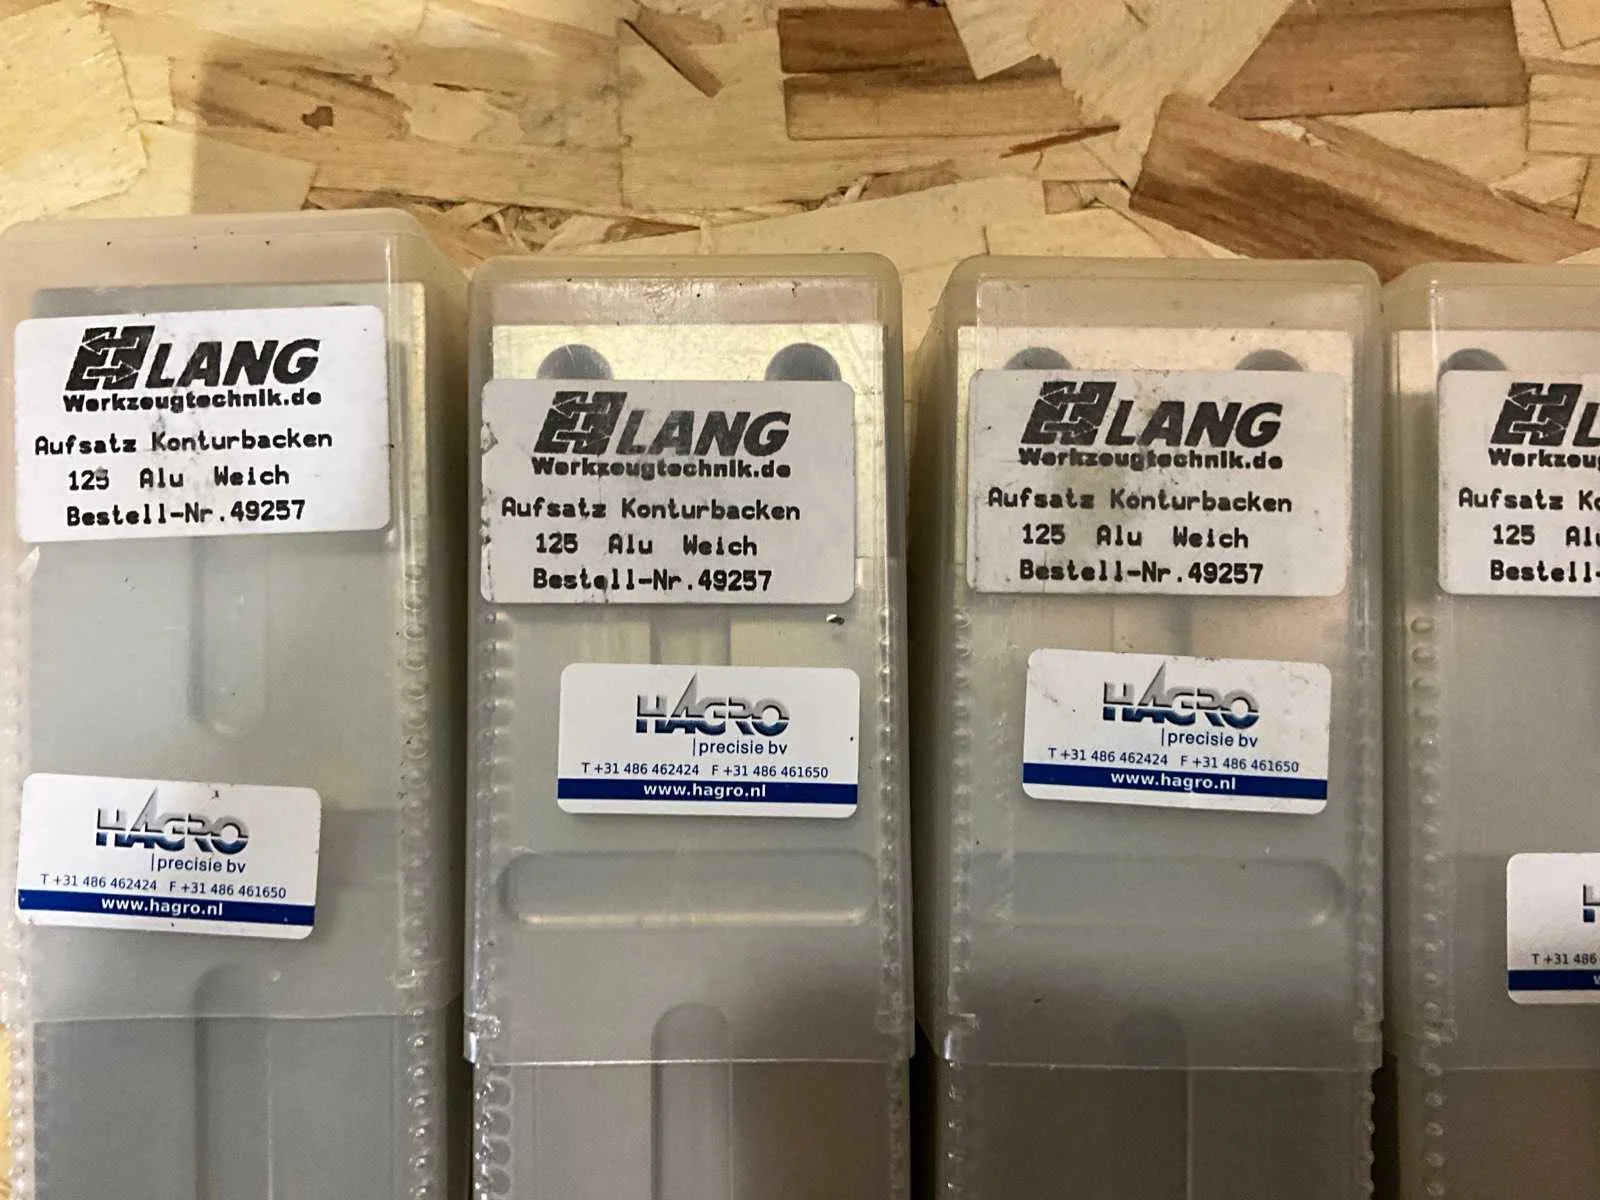 LANG
Werkzeugtechnik.de
Aufsatz Konturbacken
125 Alu Weich
Bestell-Nr.49257
HAGRO
precisie bv
T +31 486 462424 F +31 486 461650
www.hagro.nl
LANG
Werkzeugtechnik.de
Aufsatz Konturbacken
125 Alu Weich
Bestell-Nr.49257
HAGRO
precisie bv
T +31 486 462424 F +31 486 461650
www.hagro.nl
LANG
Werkzeugtechnik.de
Aufsatz Konturbacken
125 Alu Weich
Bestell-Nr.49257
HAGRO
precisie bv
T +31 486 462424 F +31 486 461650
www.hagro.nl
Aufsatz
125
T +31 486